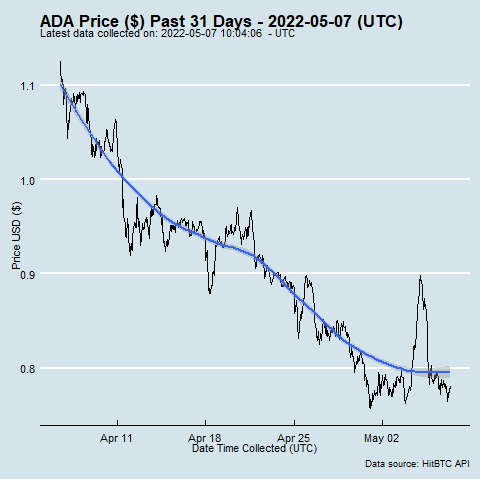 ADA Price ($) Past 31 Days - 2022-05-07 (UTC)
Latest data collected on: 2022-05-07 10:04:06 - UTC
1.1
1.0
0.9
0.8
Price USD ($)
Apr 11 Apr 18 Apr 25 May 02
Date Time Collected (UTC)
Data source: HitBTC API